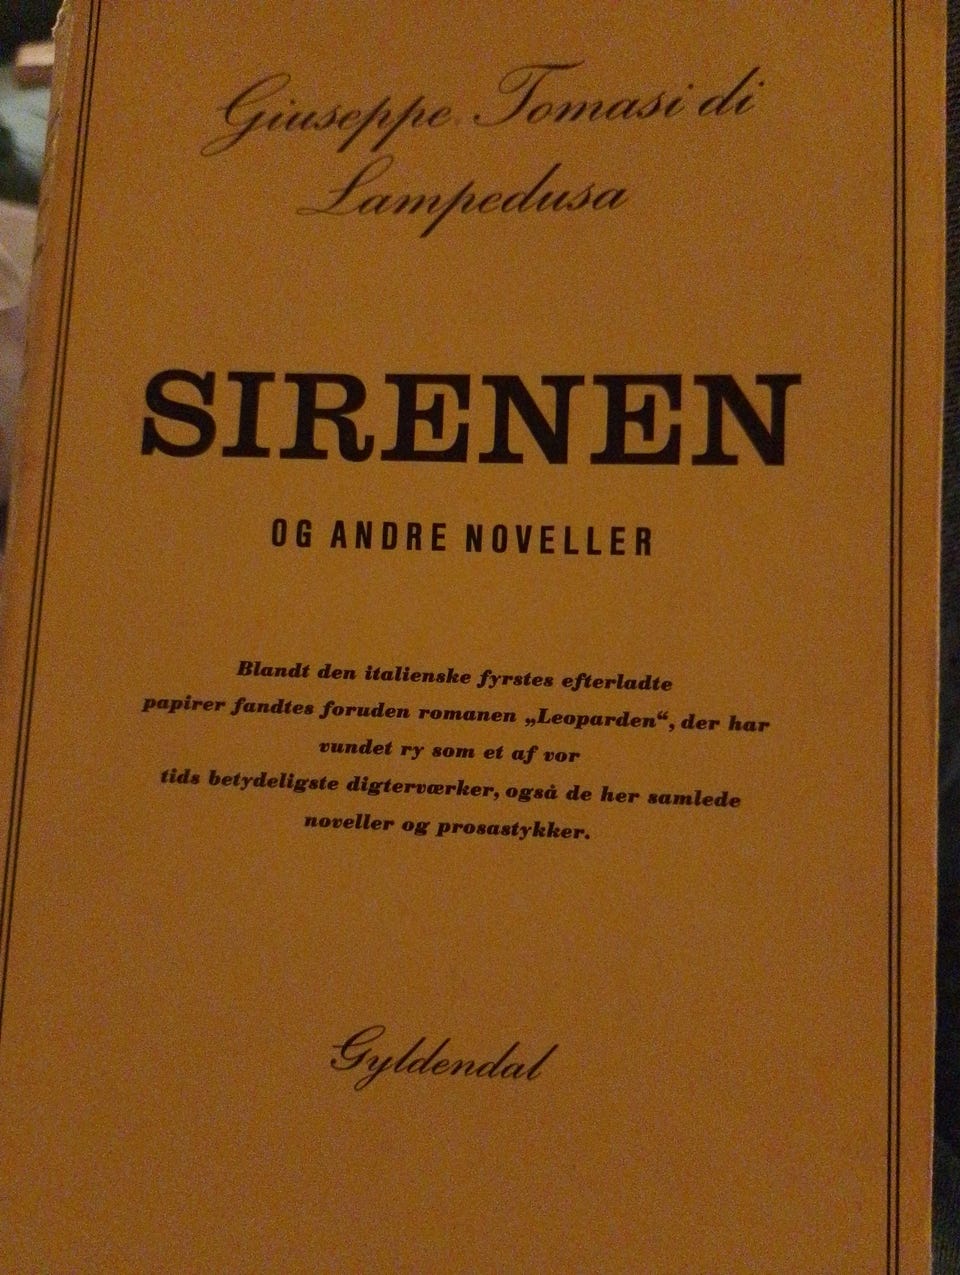 Giuseppe Tomasi di
Lampedusa
SIRENEN
OG ANDRE NOVELLER
Blandt den italienske fyrstes efterladte
papirer fandtes foruden romanen „Leoparden“, der har
vundet ry som et af vor
tids betydeligste digterværker, også de her samlede
noveller og prosastykker.
Gyldendal